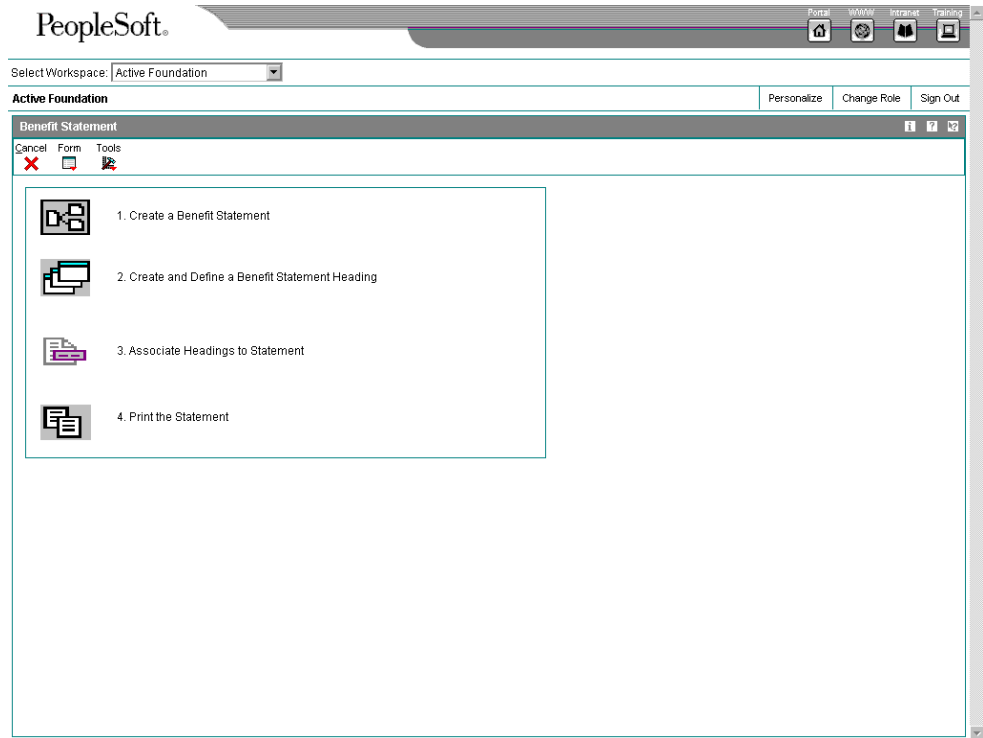 PeopleSoft®
Portal WWW Intranet Training
Select Workspace: Active Foundation
Active Foundation
Personalize Change Role Sign Out
Benefit Statement
Cancel Form Tools
1. Create a Benefit Statement
2. Create and Define a Benefit Statement Heading
3. Associate Headings to Statement
4. Print the Statement